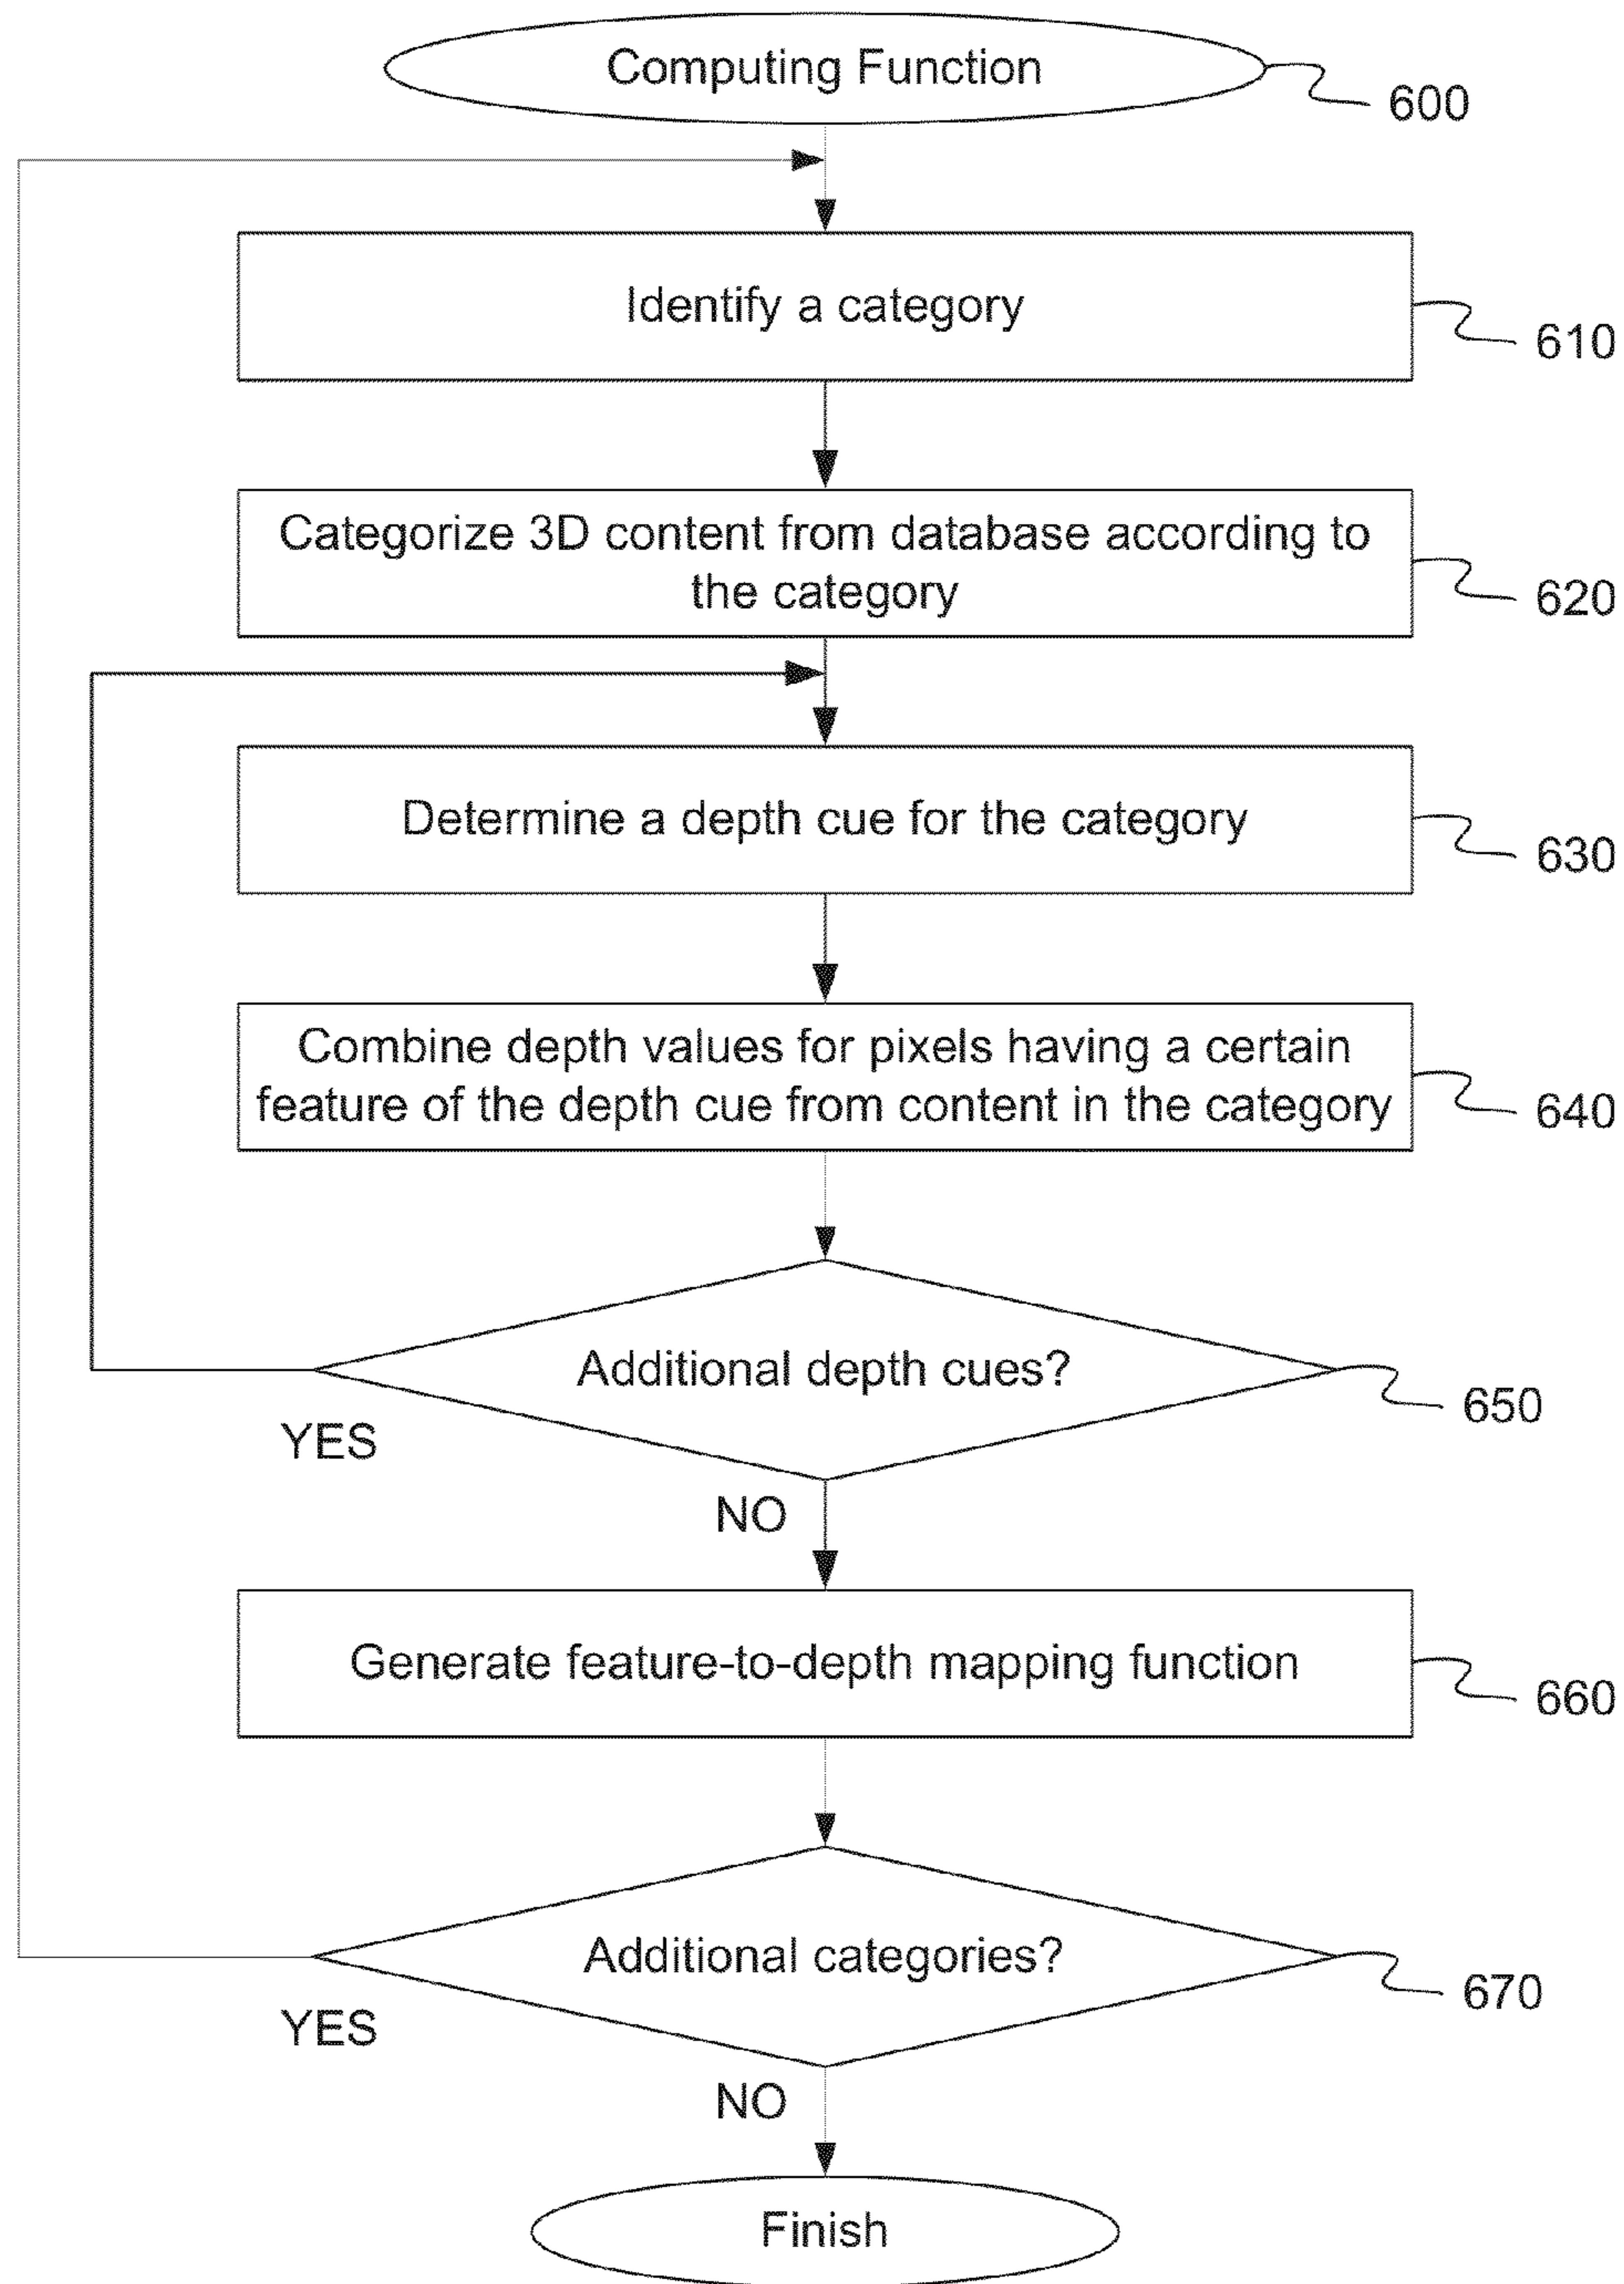 Computing Function
600
Identify a category
610
Categorize 3D content from database according to
the category
620
Determine a depth cue for the category
630
Combine depth values for pixels having a certain
feature of the depth cue from content in the category
640
Additional depth cues?
650
YES
NO
Generate feature-to-depth mapping function
660
Additional categories?
670
YES
NO
Finish